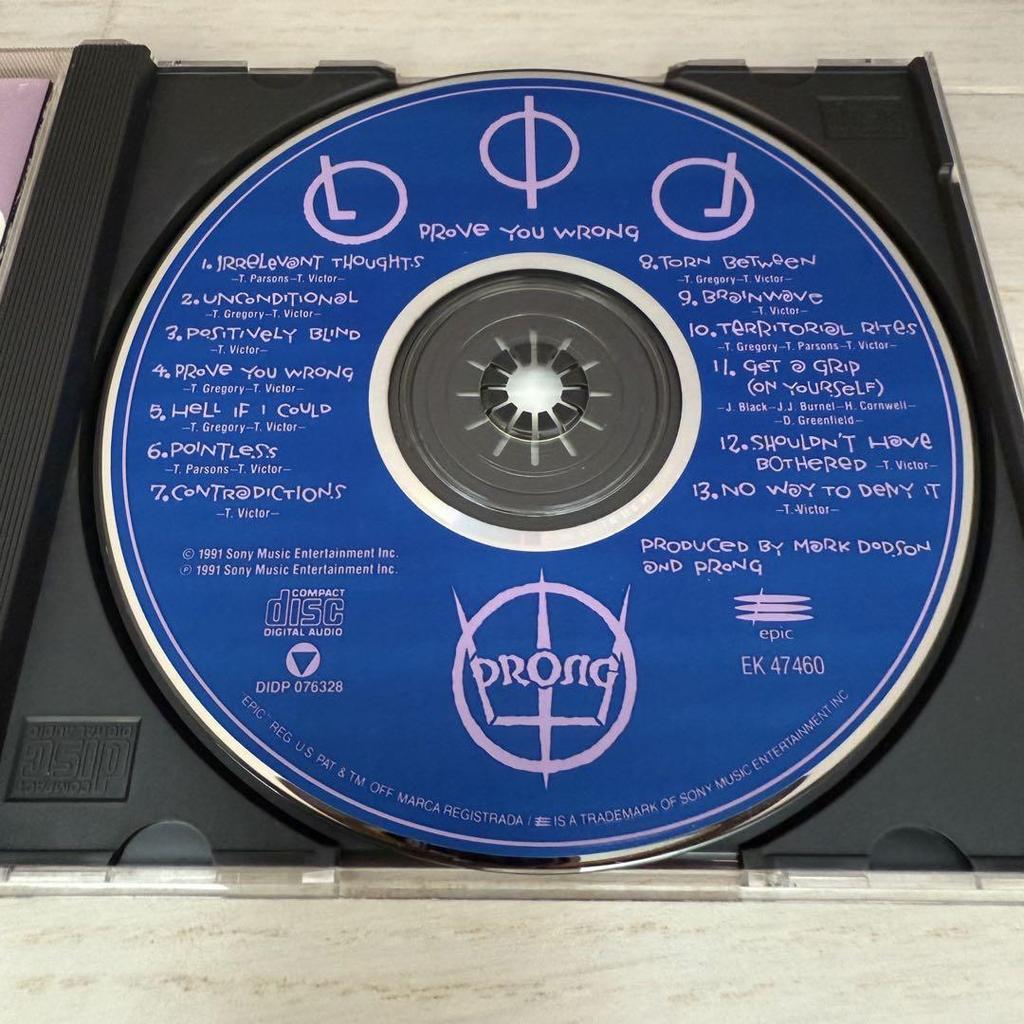 PROVE YOU WRONG
1. IRRELEVANT THOUGHTS
–T. Parsons–T. Victor–
2. UNCONDITIONAL
–T. Gregory–T. Victor–
3. POSITIVELY BLIND
–T. Victor–
4. PROVE YOU WRONG
–T. Gregory–T. Victor–
5. HELL IF I COULD
–T. Gregory–T. Victor–
6. POINTLESS
–T. Parsons–T. Victor–
7. CONTRADICTIONS
–T. Victor–
8. TORN BETWEEN
–T. Gregory–T. Victor–
9. BRAINWAVE
–T. Victor–
10. TERRITORIAL RITES
–T. Gregory–T. Parsons–T. Victor–
11. GET A GRIP
(ON YOURSELF)
–J. Black–J.J. Burnel–H. Cornwell–
–D. Greenfield–
12. SHOULDN'T HAVE
BOTHERED –T. Victor–
13. NO WAY TO DENY IT
–T.-Victor–
© 1991 Sony Music Entertainment Inc.
℗ 1991 Sony Music Entertainment Inc.
PRODUCED BY MARK DODSON
AND PRONG
COMPACT
disc
DIGITAL AUDIO
DIDP 076328
PRONG
epic
EK 47460
"EPIC" REG. U.S. PAT. & TM. OFF. MARCA REGISTRADA / IS A TRADEMARK OF SONY MUSIC ENTERTAINMENT INC.
COMPACT
disc
DIGITAL AUDIO